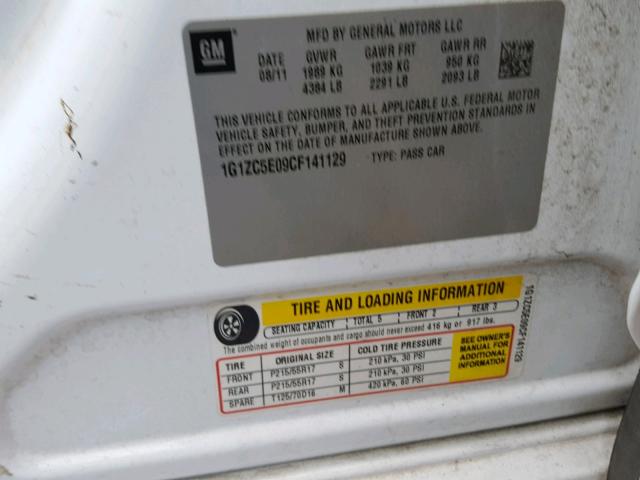 GM
MFD BY GENERAL MOTORS LLC
DATE GVWR GAWR FRT GAWR RR
08/11 1989 KG 1039 KG 950 KG
4384 LB 2291 LB 2093 LB
THIS VEHICLE CONFORMS TO ALL APPLICABLE U.S. FEDERAL MOTOR
VEHICLE SAFETY, BUMPER, AND THEFT PREVENTION STANDARDS
IN EFFECT ON THE DATE OF MANUFACTURE SHOWN ABOVE.
1G1ZC5E09CF141129 TYPE: PASS CAR
TIRE AND LOADING INFORMATION
SEATING CAPACITY TOTAL 5 FRONT 2 REAR 3
The combined weight of occupants and cargo should never exceed 416 kg or 917 lbs.
TIRE ORIGINAL SIZE COLD TIRE PRESSURE
FRONT P215/55R17 S 210 kPa, 30 PSI
REAR P215/55R17 S 210 kPa, 30 PSI
SPARE T125/70D16 M 420 kPa, 60 PSI
SEE OWNER'S
MANUAL FOR
ADDITIONAL
INFORMATION
1G1ZC5E09CF141129